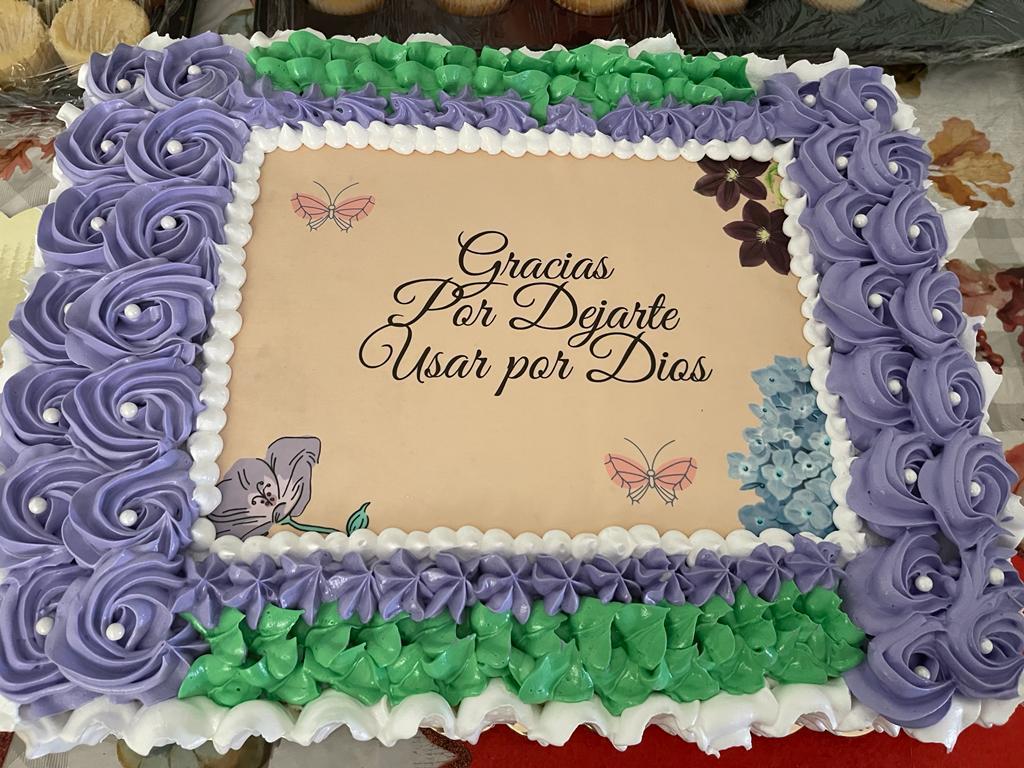 Gracias
Por Dejarte
Usar por Dios